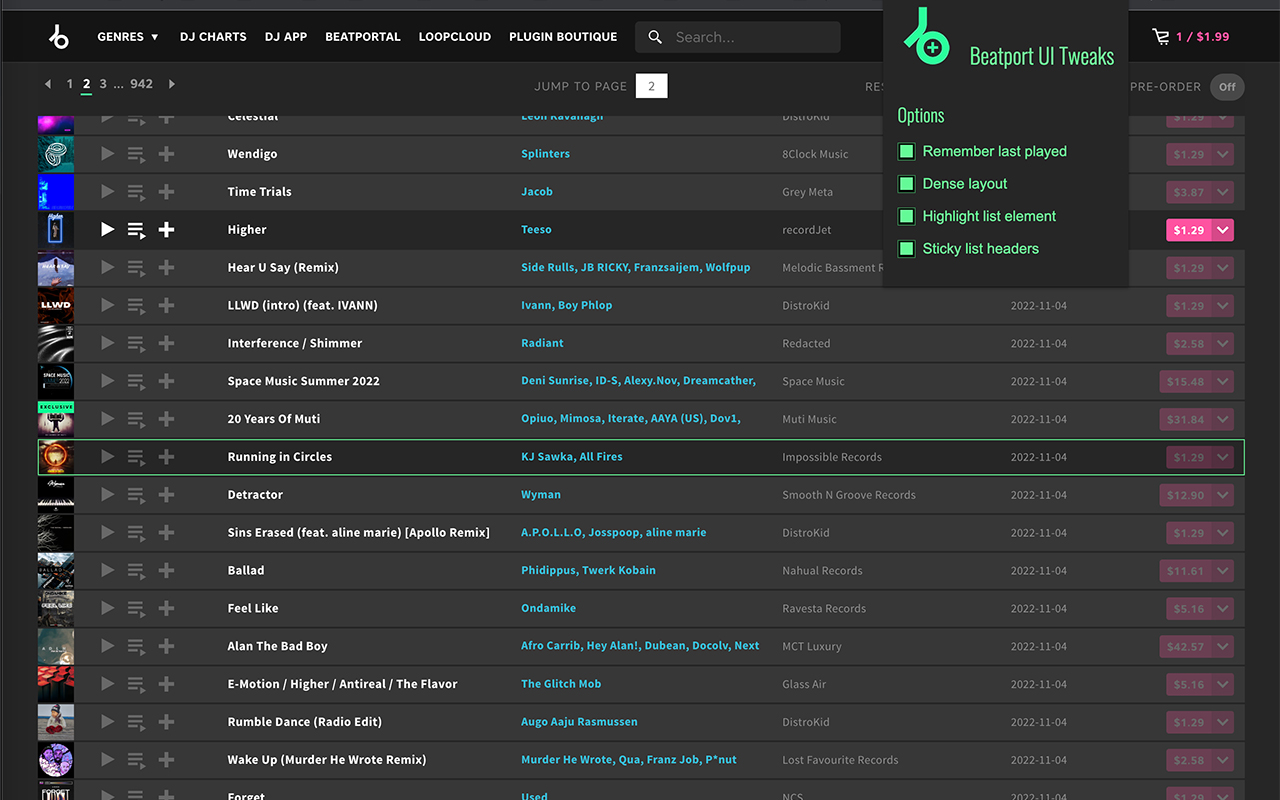 GENRES ▼ DJ CHARTS DJ APP BEATPORTAL LOOPCLOUD PLUGIN BOUTIQUE Search... 1 / $1.99
Beatport UI Tweaks
1 2 3 ... 942 JUMP TO PAGE 2 RES PRE-ORDER Off
Options
Remember last played
Dense layout
Highlight list element
Sticky list headers
Celestial Leon Kavanagh DistroKid $1.29
Wendigo Splinters 8Clock Music $1.29
Time Trials Jacob Grey Meta $3.87
Higher Teeso recordJet $1.29
Hear U Say (Remix) Side Rulls, JB RICKY, Franzsaijem, Wolfpup Melodic Bassment R $1.29
LLWD (intro) (feat. IVANN) Ivann, Boy Phlop DistroKid 2022-11-04 $1.29
Interference / Shimmer Radiant Redacted 2022-11-04 $2.58
Space Music Summer 2022 Deni Sunrise, ID-S, Alexy.Nov, Dreamcather, Space Music 2022-11-04 $15.48
EXCLUSIVE
20 Years Of Muti Opiuo, Mimosa, Iterate, AAYA (US), Dov1, Muti Music 2022-11-04 $31.84
Running in Circles KJ Sawka, All Fires Impossible Records 2022-11-04 $1.29
Detractor Wyman Smooth N Groove Records 2022-11-04 $12.90
Sins Erased (feat. aline marie) [Apollo Remix] A.P.O.L.L.O, Josspoop, aline marie DistroKid 2022-11-04 $1.29
Ballad Phidippus, Twerk Kobain Nahual Records 2022-11-04 $11.61
Feel Like Ondamike Ravesta Records 2022-11-04 $5.16
Alan The Bad Boy Afro Carrib, Hey Alan!, Dubean, Docolv, Next MCT Luxury 2022-11-04 $42.57
E-Motion / Higher / Antireal / The Flavor The Glitch Mob Glass Air 2022-11-04 $5.16
Rumble Dance (Radio Edit) Augo Aaju Rasmussen DistroKid 2022-11-04 $1.29
Wake Up (Murder He Wrote Remix) Murder He Wrote, Qua, Franz Job, P*nut Lost Favourite Records 2022-11-04 $2.58
Forget Used NCS 2022-11-04 $1.29